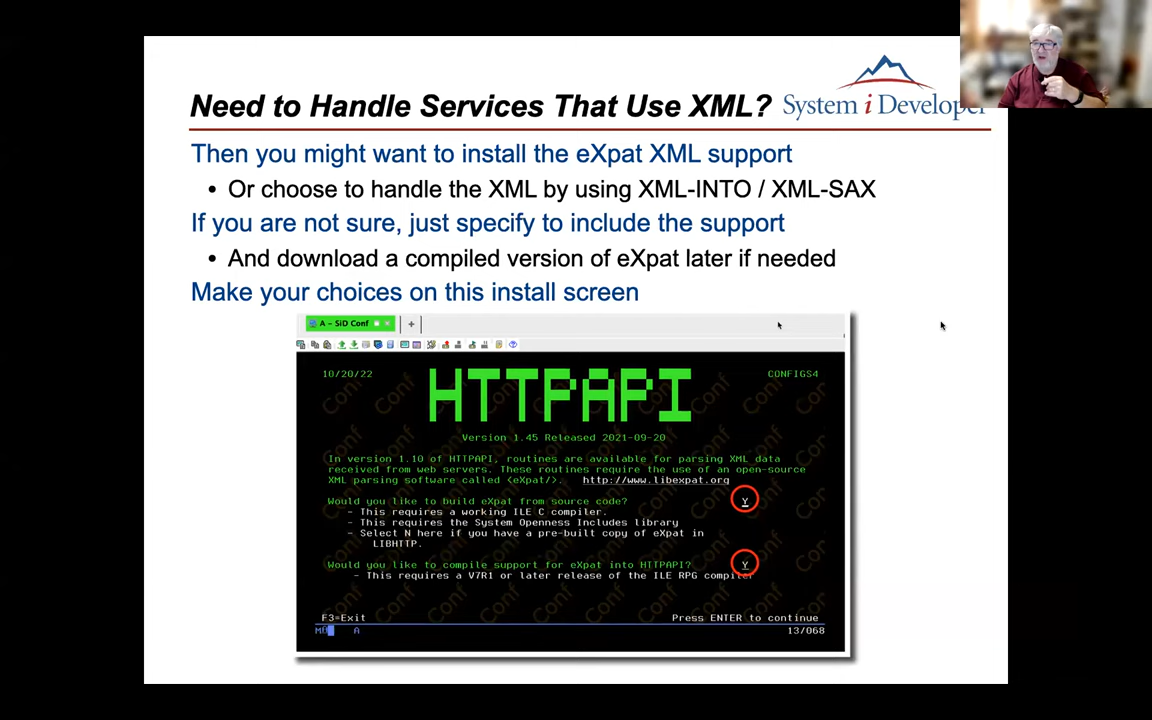 Need to Handle Services That Use XML?
System i Developer
Then you might want to install the eXpat XML support
• Or choose to handle the XML by using XML-INTO / XML-SAX
If you are not sure, just specify to include the support
• And download a compiled version of eXpat later if needed
Make your choices on this install screen
A - SiD Conf
10/20/22
HTTPAPI
CONFIGS4
Version 1.45 Released 2021-09-20
In version 1.10 of HTTPAPI, routines are available for parsing XML data
received from web servers. These routines require the use of an open-source
XML parsing software called <eXpat/>. http://www.libexpat.org
Would you like to build eXpat from source code? Y
- This requires a working ILE C compiler.
- This requires the System Openness Includes library
- Select N here if you have a pre-built copy of eXpat in
LIBHTTP.
Would you like to compile support for eXpat into HTTPAPI? Y
- This requires a V7R1 or later release of the ILE RPG compiler
F3=Exit
Press ENTER to continue
A
13/068